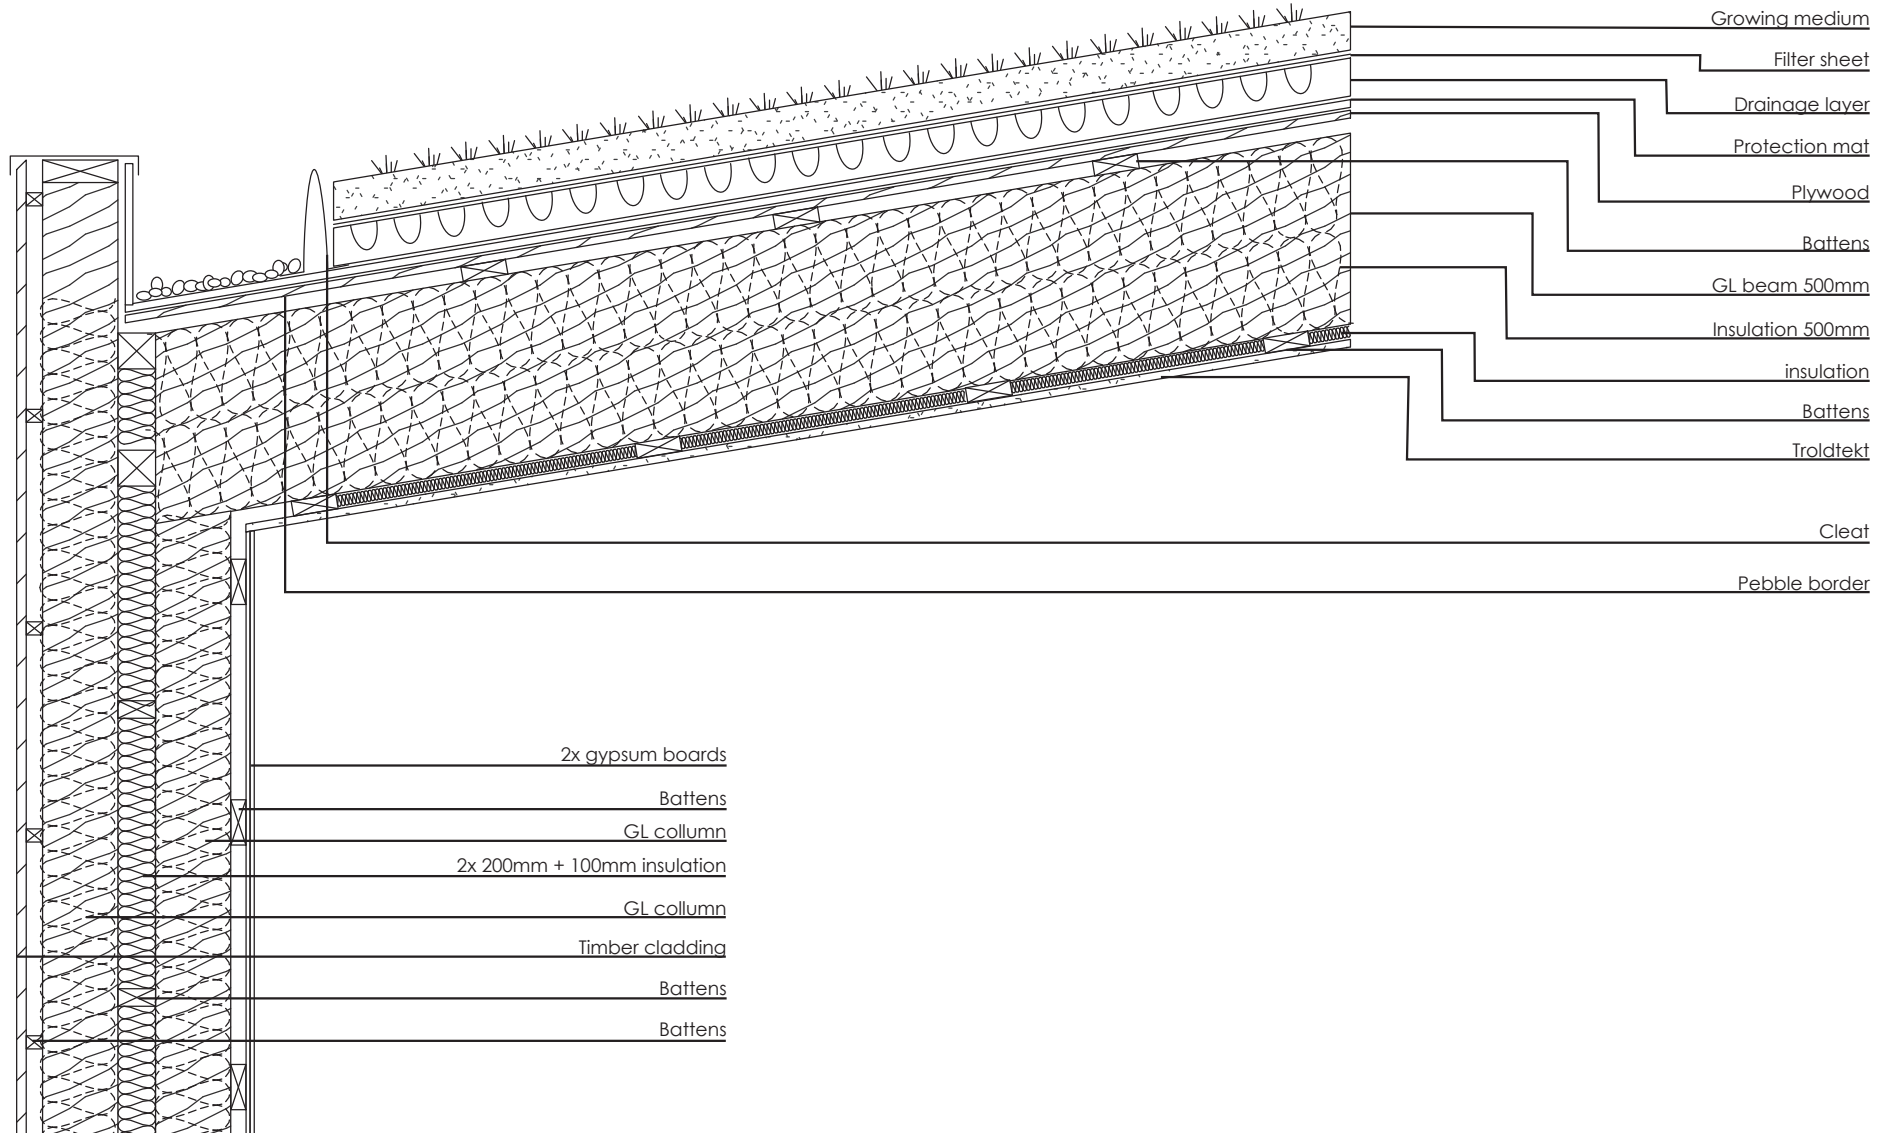 Growing medium
Filter sheet
Drainage layer
Protection mat
Plywood
Battens
GL beam 500mm
Insulation 500mm
insulation
Battens
Troldtekt
Cleat
Pebble border
2x gypsum boards
Battens
GL collumn
2x 200mm + 100mm insulation
GL collumn
Timber cladding
Battens
Battens